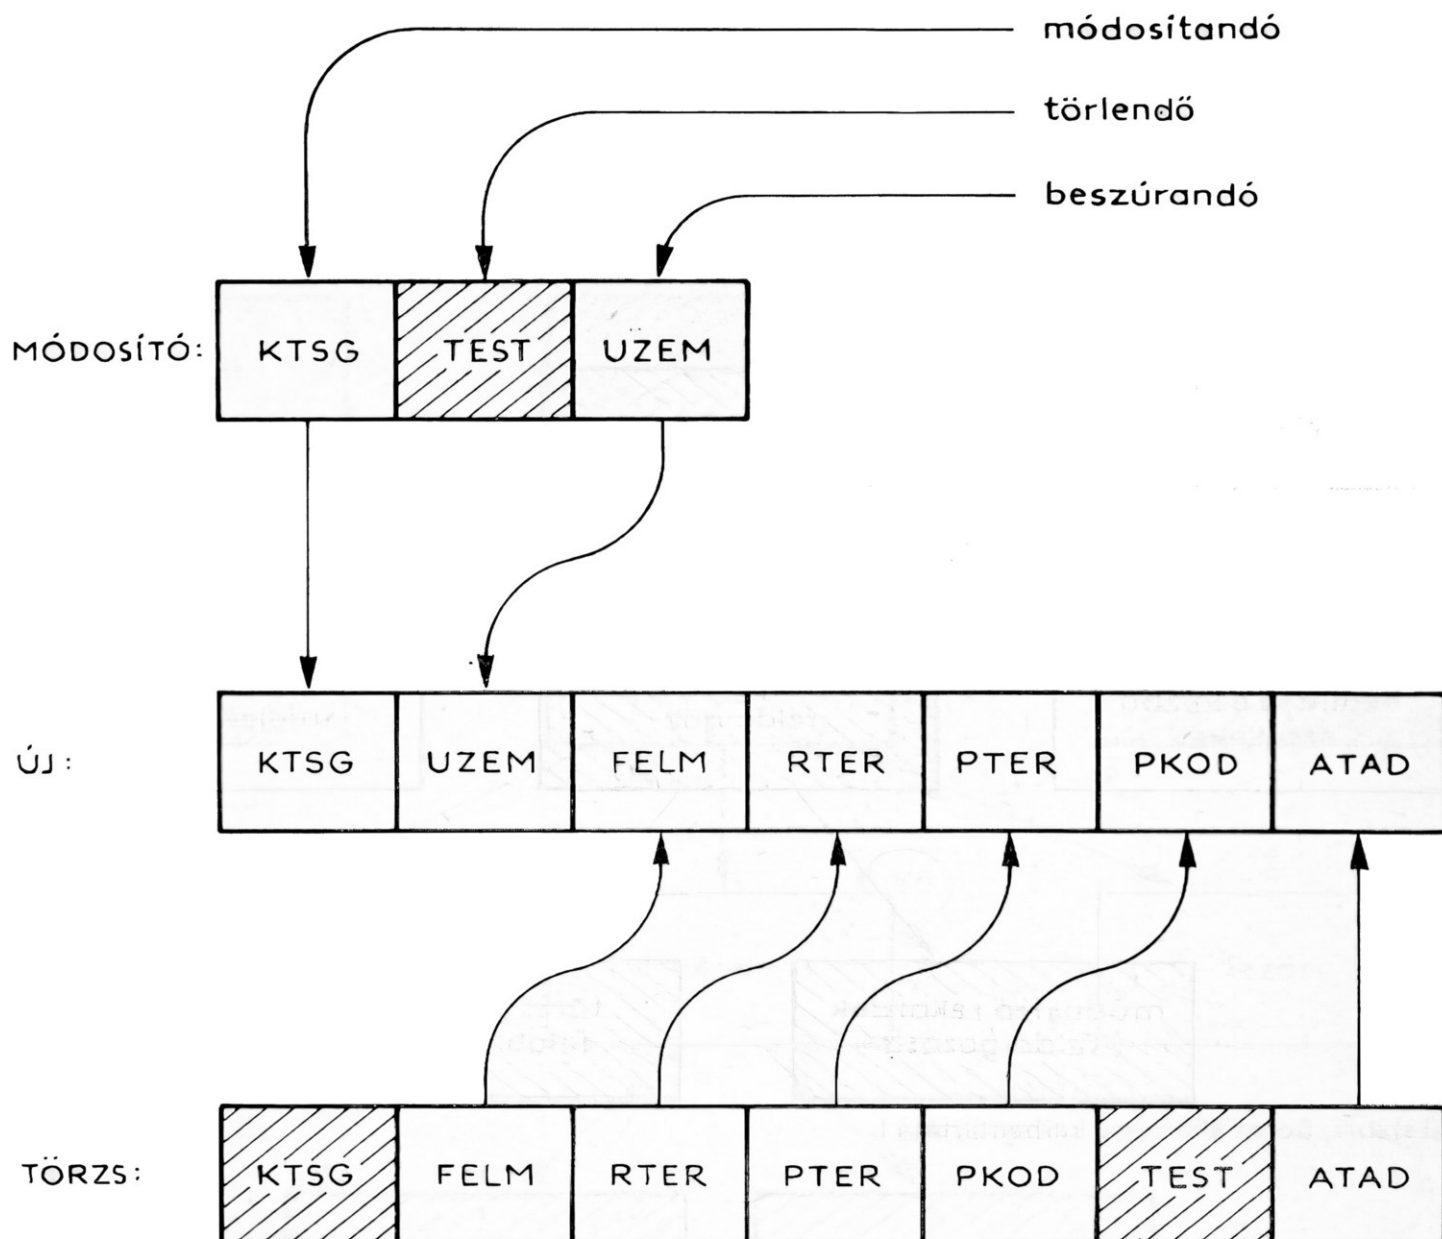 módosítandó
törlendő
beszúrandó
MÓDOSÍTÓ: KTSG TEST ÜZEM
ÚJ: KTSG UZEM FELM RTER PTER PKOD ATAD
TÖRZS: KTSG FELM RTER PTER PKOD TEST ATAD